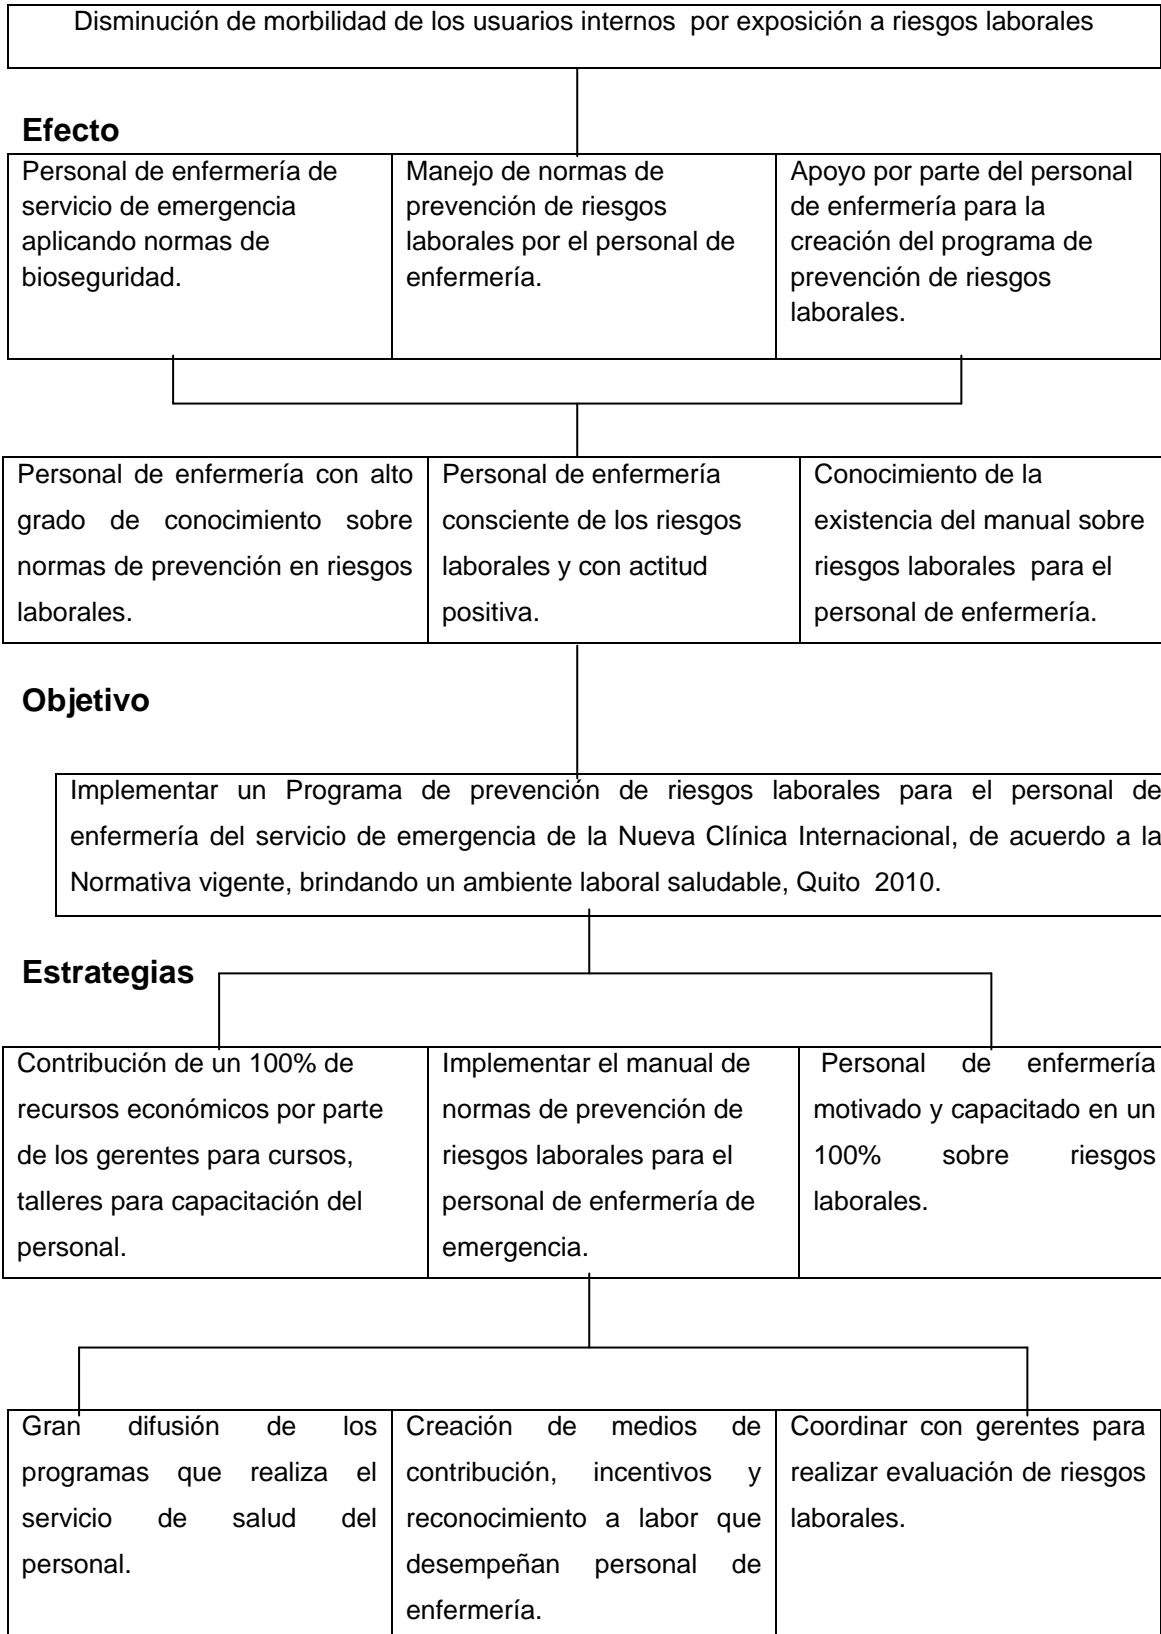 Disminución de morbilidad de los usuarios internos por exposición a riesgos laborales
Efecto
Personal de enfermería de
servicio de emergencia
aplicando normas de
bioseguridad.
Manejo de normas de
prevención de riesgos
laborales por el personal de
enfermería.
Apoyo por parte del personal
de enfermería para la
creación del programa de
prevención de riesgos
laborales.
Personal de enfermería con alto
grado de conocimiento sobre
normas de prevención en riesgos
laborales.
Personal de enfermería
consciente de los riesgos
laborales y con actitud
positiva.
Conocimiento de la
existencia del manual sobre
riesgos laborales para el
personal de enfermería.
Objetivo
Implementar un Programa de prevención de riesgos laborales para el personal de
enfermería del servicio de emergencia de la Nueva Clínica Internacional, de acuerdo a la
Normativa vigente, brindando un ambiente laboral saludable, Quito 2010.
Estrategias
Contribución de un 100% de
recursos económicos por parte
de los gerentes para cursos,
talleres para capacitación del
personal.
Implementar el manual de
normas de prevención de
riesgos laborales para el
personal de enfermería de
emergencia.
Personal de enfermería
motivado y capacitado en un
100% sobre riesgos
laborales.
Gran difusión de los
programas que realiza el
servicio de salud del
personal.
Creación de medios de
contribución, incentivos y
reconocimiento a labor que
desempeñan personal de
enfermería.
Coordinar con gerentes para
realizar evaluación de riesgos
laborales.